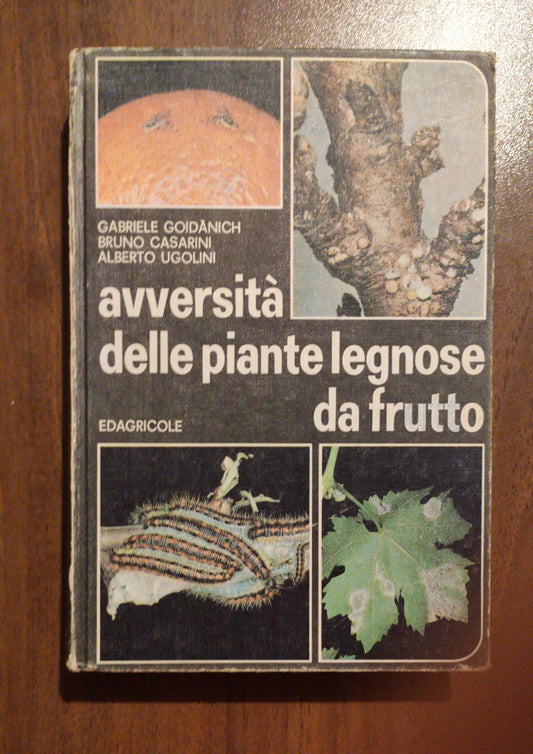 GABRIELE GOIDÀNICH
BRUNO CASARINI
ALBERTO UGOLINI
avversità
delle piante legnose
da frutto
EDAGRICOLE